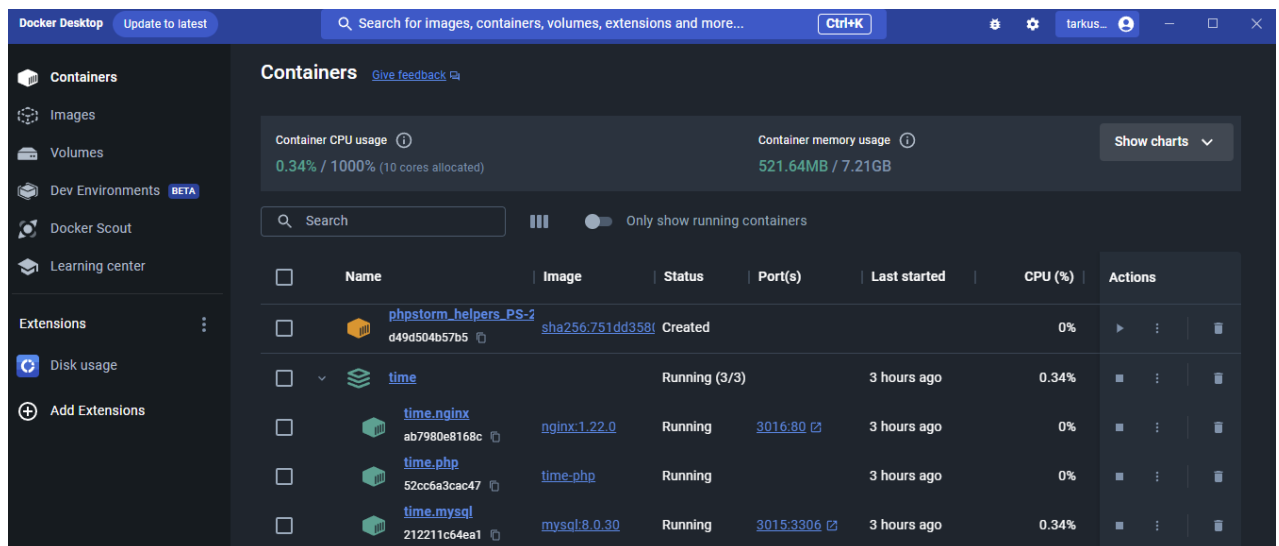 Docker Desktop Update to latest Search for images, containers, volumes, extensions and more... Ctrl+K tarkus...
Containers
Images
Volumes
Dev Environments BETA
Docker Scout
Learning center
Extensions
Disk usage
Add Extensions
Containers Give feedback
Container CPU usage
0.34% / 1000% (10 cores allocated)
Container memory usage
521.64MB / 7.21GB
Show charts
Search
Only show running containers
Name Image Status Port(s) Last started CPU (%) Actions
phpstorm_helpers_PS-2
d49d504b57b5
sha256:751dd358 Created 0%
time Running (3/3) 3 hours ago 0.34%
time.nginx
ab7980e8168c
nginx:1.22.0 Running 3016:80 3 hours ago 0%
time.php
52cc6a3cac47
time-php Running 3 hours ago 0%
time.mysql
212211c64ea1
mysql:8.0.30 Running 3015:3306 3 hours ago 0.34%